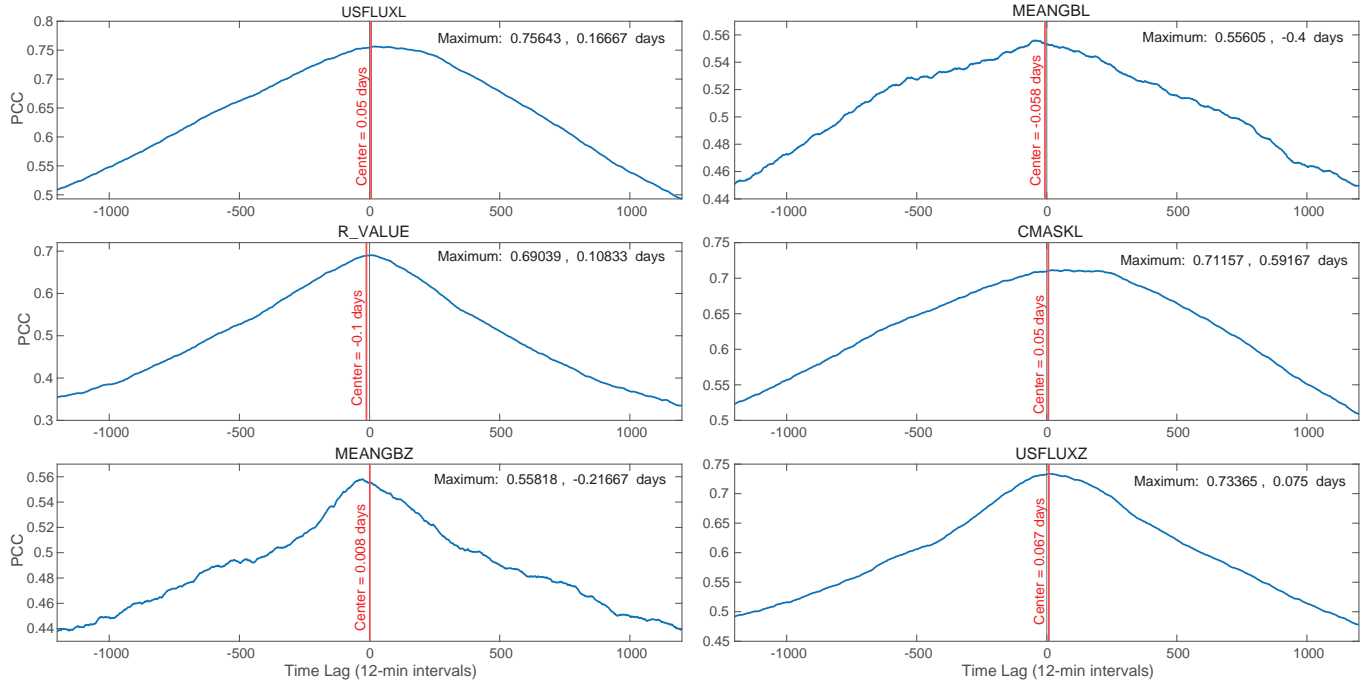 USFLUXL
Maximum: 0.75643 , 0.16667 days
Center = 0.05 days
PCC
0.8
0.75
0.7
0.65
0.6
0.55
0.5
-1000 -500 0 500 1000
MEANGBL
Maximum: 0.55605 , -0.4 days
Center = -0.058 days
0.56
0.54
0.52
0.5
0.48
0.46
0.44
-1000 -500 0 500 1000
R_VALUE
Maximum: 0.69039 , 0.10833 days
Center = -0.1 days
PCC
0.7
0.6
0.5
0.4
0.3
-1000 -500 0 500 1000
CMASKL
Maximum: 0.71157 , 0.59167 days
Center = 0.05 days
0.75
0.7
0.65
0.6
0.55
0.5
-1000 -500 0 500 1000
MEANGBZ
Maximum: 0.55818 , -0.21667 days
Center = 0.008 days
PCC
0.56
0.54
0.52
0.5
0.48
0.46
0.44
-1000 -500 0 500 1000
Time Lag (12-min intervals)
USFLUXZ
Maximum: 0.73365 , 0.075 days
Center = 0.067 days
0.75
0.65
0.55
0.5
0.45
-1000 -500 0 500 1000
Time Lag (12-min intervals)